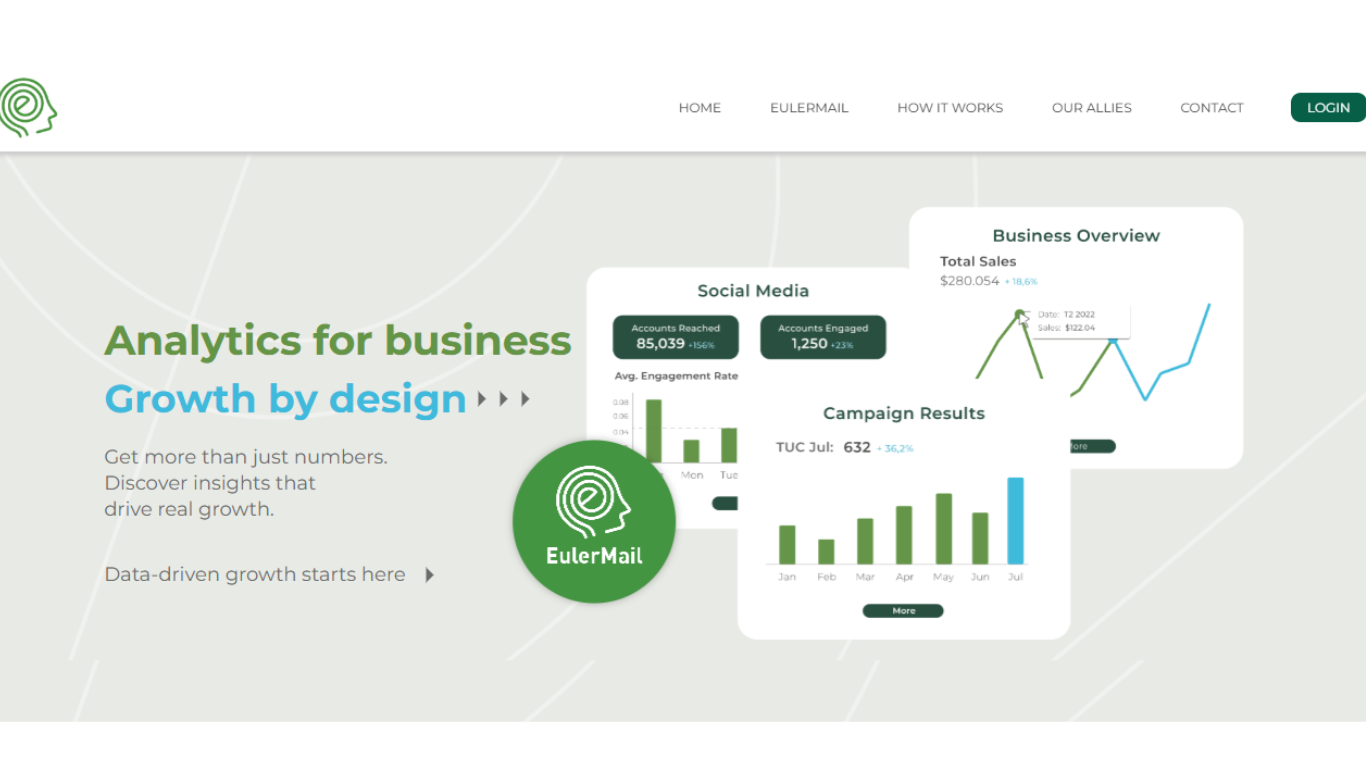 HOME EULERMAIL HOW IT WORKS OUR ALLIES CONTACT LOGIN
Analytics for business
Growth by design
Get more than just numbers.
Discover insights that
drive real growth.
Data-driven growth starts here
Social Media
Accounts Reached
85,039 +156%
Accounts Engaged
1,250 +23%
Avg. Engagement Rate
0.08
0.06
0.04
Mon Tue
EulerMail
Business Overview
Total Sales
$280.054 + 18,6%
Date: T2 2022
Sales: $122.04
Campaign Results
TUC Jul: 632 + 36,2%
Jan Feb Mar Apr May Jun Jul
More